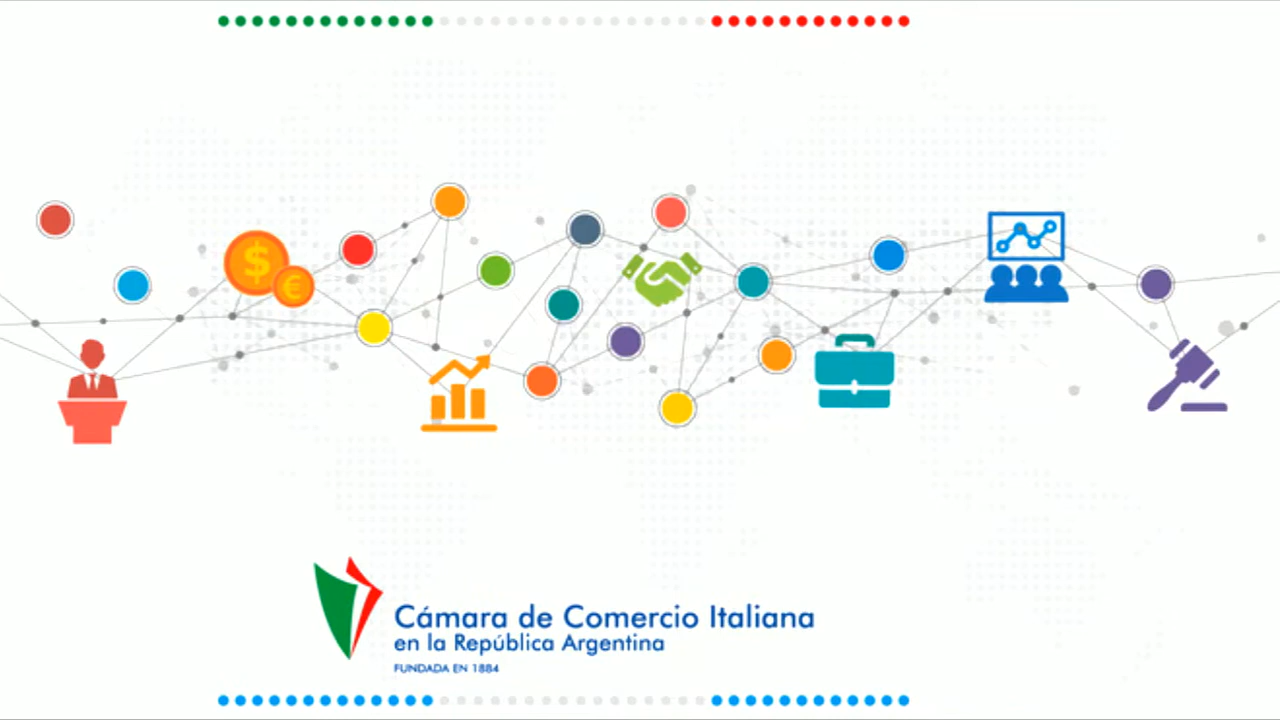 $
€
Cámara de Comercio Italiana
en la República Argentina
FUNDADA EN 1884